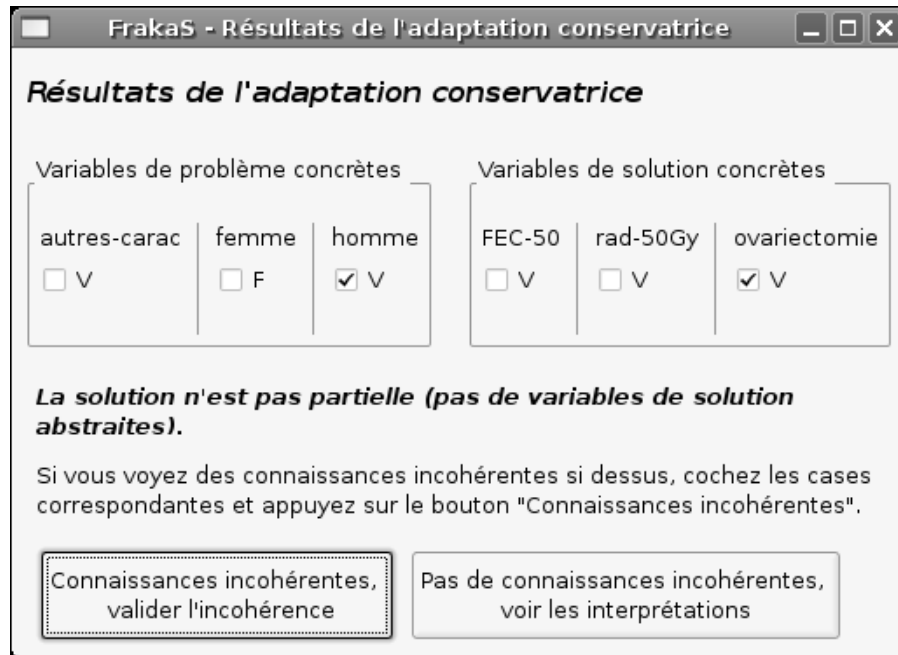 FrakaS - Résultats de l'adaptation conservatrice
Résultats de l'adaptation conservatrice
Variables de problème concrètes
Variables de solution concrètes
autres-carac femme homme
FEC-50 rad-50Gy ovariectomie
V F V
V V V
La solution n'est pas partielle (pas de variables de solution
abstraites).
Si vous voyez des connaissances incohérentes si dessus, cochez les cases
correspondantes et appuyez sur le bouton "Connaissances incohérentes".
Connaissances incohérentes,
valider l'incohérence
Pas de connaissances incohérentes,
voir les interprétations